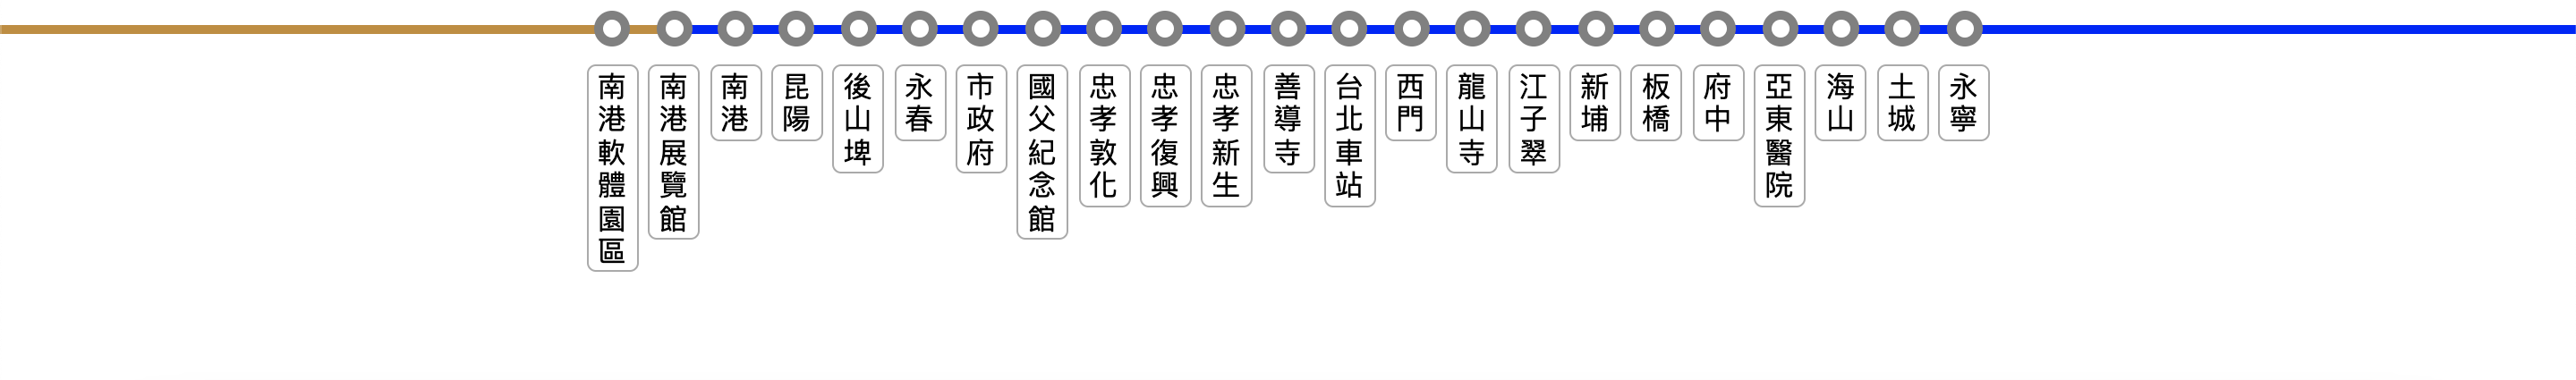 南港軟體園區
南港展覽館
南港
昆陽
後山埤
永春
市政府
國父紀念館
忠孝敦化
忠孝復興
忠孝新生
善導寺
台北車站
西門
龍山寺
江子翠
新埔
板橋
府中
亞東醫院
海山
土城
永寧